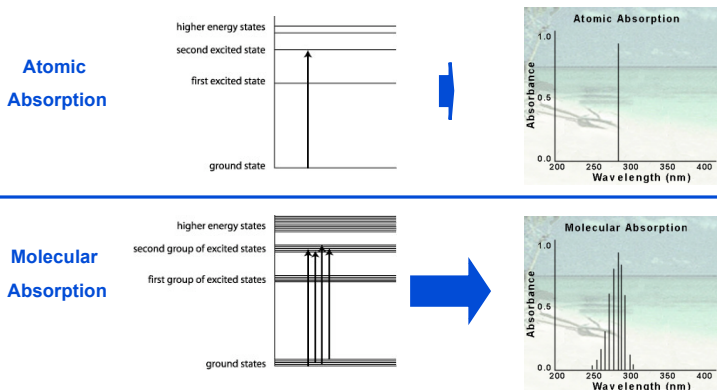 Atomic
Absorption
higher energy states
second excited state
first excited state
ground state
Atomic Absorption
Absorbance
1.0
0.5
0.0
200 250 300 350 400
Wavelength (nm)
Molecular
Absorption
higher energy states
second group of excited states
first group of excited states
ground states
Molecular Absorption
Absorbance
1.0
0.5
0.0
200 250 300 350 400
Wavelength (nm)